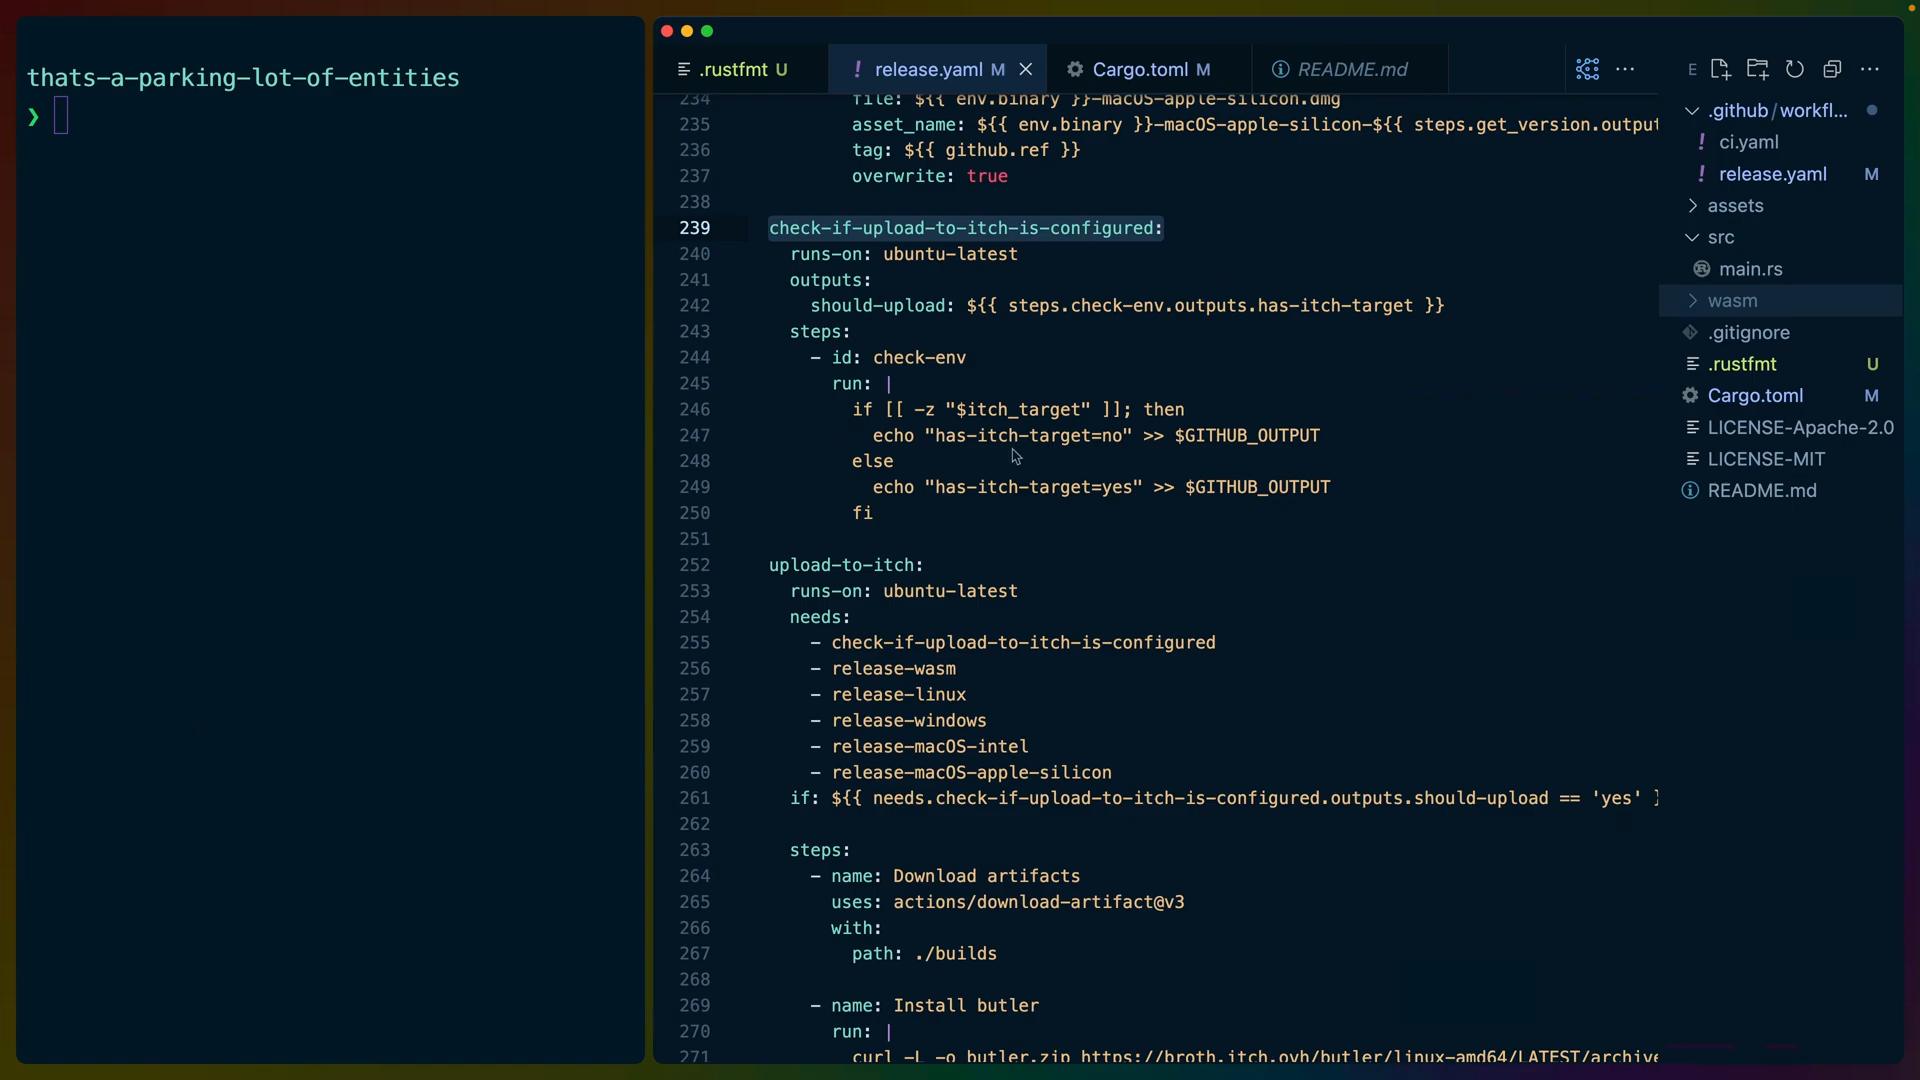 thats-a-parking-lot-of-entities
❯
.rustfmt U
! release.yaml M
Cargo.toml M
README.md
E
234 file: ${{ env.binary }}-macOS-apple-silicon.dmg
235 asset_name: ${{ env.binary }}-macOS-apple-silicon-${{ steps.get_version.output
236 tag: ${{ github.ref }}
237 overwrite: true
238
239 check-if-upload-to-itch-is-configured:
240 runs-on: ubuntu-latest
241 outputs:
242 should-upload: ${{ steps.check-env.outputs.has-itch-target }}
243 steps:
244 - id: check-env
245 run: |
246 if [[ -z "$itch_target" ]]; then
247 echo "has-itch-target=no" >> $GITHUB_OUTPUT
248 else
249 echo "has-itch-target=yes" >> $GITHUB_OUTPUT
250 fi
251
252 upload-to-itch:
253 runs-on: ubuntu-latest
254 needs:
255 - check-if-upload-to-itch-is-configured
256 - release-wasm
257 - release-linux
258 - release-windows
259 - release-macOS-intel
260 - release-macOS-apple-silicon
261 if: ${{ needs.check-if-upload-to-itch-is-configured.outputs.should-upload == 'yes' }
262
263 steps:
264 - name: Download artifacts
265 uses: actions/download-artifact@v3
266 with:
267 path: ./builds
268
269 - name: Install butler
270 run: |
271 curl -L -o butler.zip https://broth.itch.ovh/butler/linux-amd64/LATEST/archive
.github/workfl...
! ci.yaml
! release.yaml M
assets
src
main.rs
wasm
.gitignore
.rustfmt U
Cargo.toml M
LICENSE-Apache-2.0
LICENSE-MIT
README.md